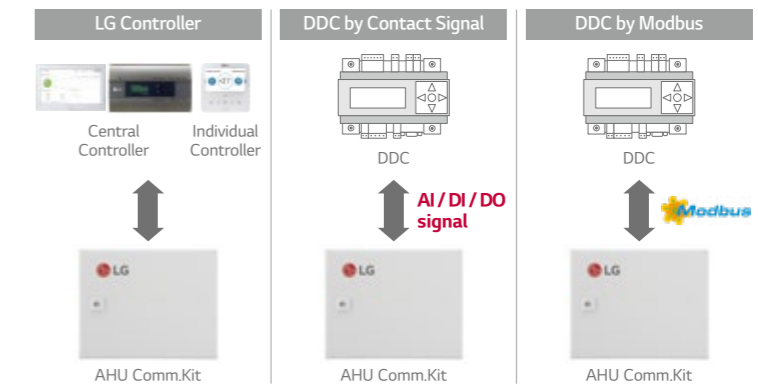 LG Controller
Central
Controller
Individual
Controller
LG
AHU Comm.Kit
DDC by Contact Signal
DDC
AI / DI / DO
signal
LG
AHU Comm.Kit
DDC by Modbus
DDC
Modbus
LG
AHU Comm.Kit